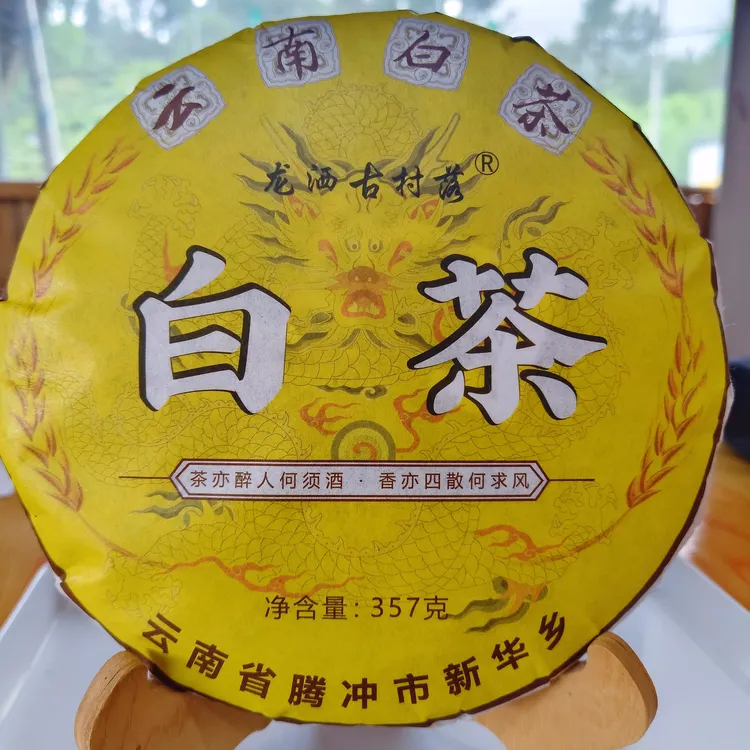 云南白茶
龙洒古村落®
白茶
茶亦醉人何须酒 · 香亦四散何求风
净含量：357克
云南省腾冲市新华乡